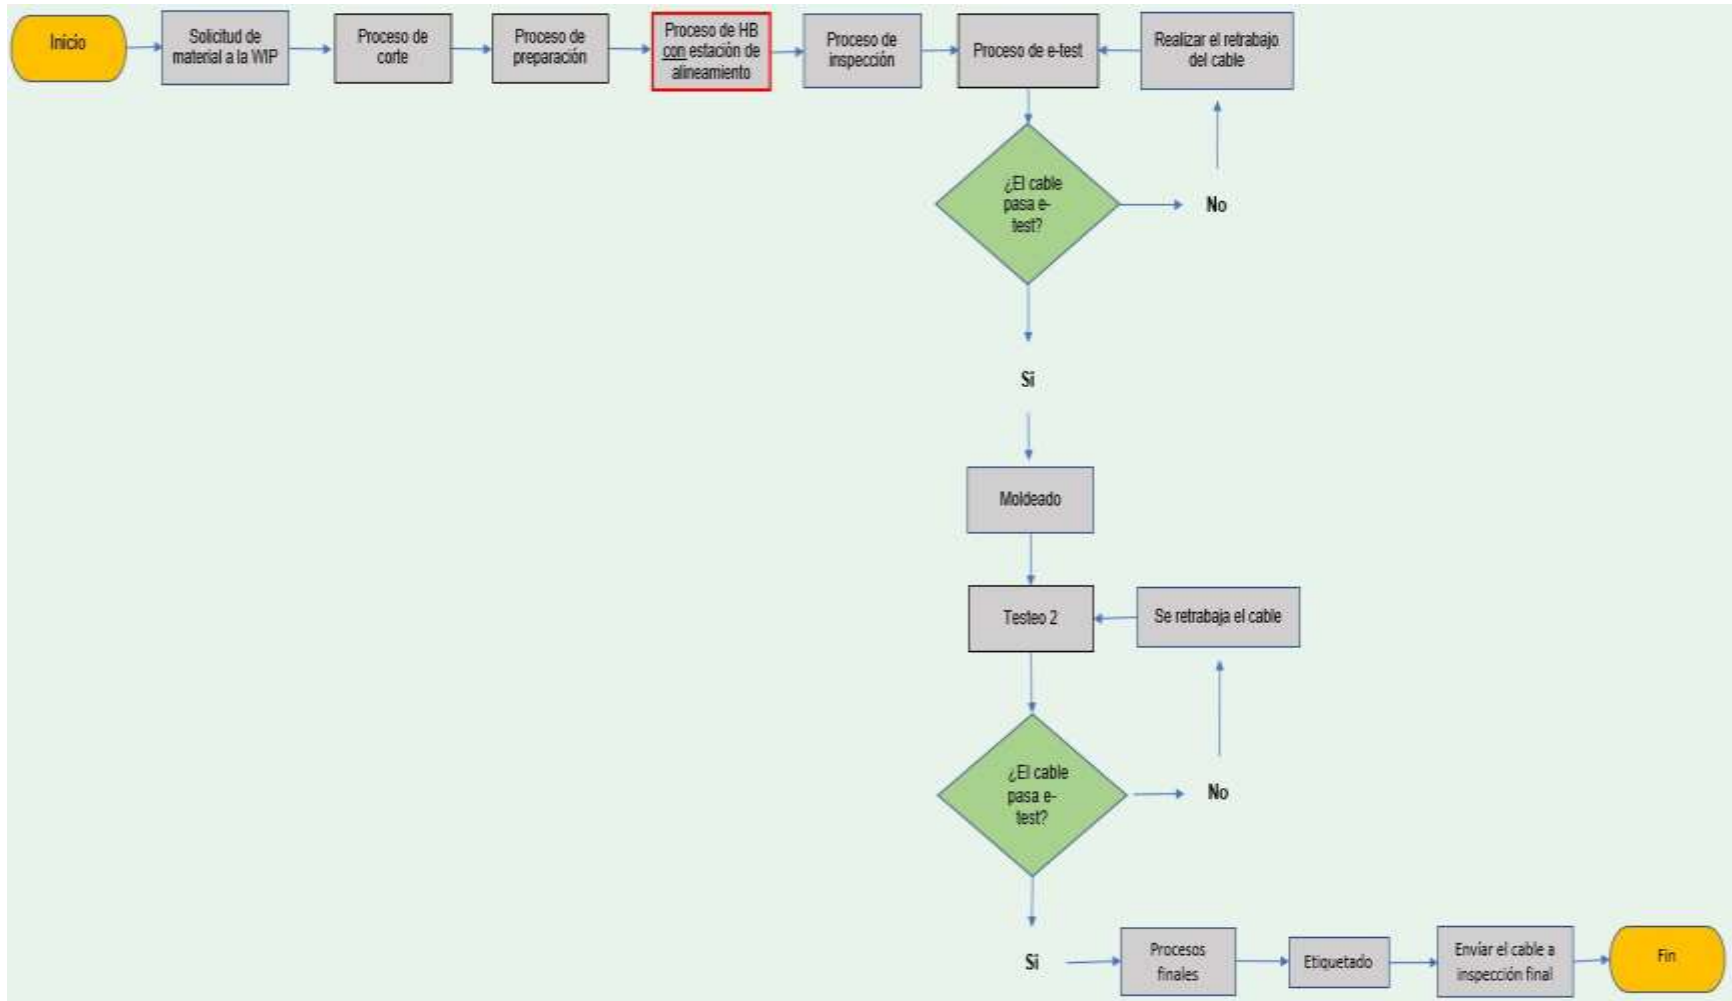 Inicio
Solicitud de
material a la WIP
Proceso de
corte
Proceso de
preparación
Proceso de HB
con estación de
alineamiento
Proceso de
inspección
Proceso de e-test
Realizar el retrabajo
del cable
¿El cable
pasa e-
test?
No
Si
Moldeado
Testeo 2
Se retrabaja el cable
¿El cable
pasa e-
test?
No
Si
Procesos
finales
Etiquetado
Envíar el cable a
inspección final
Fin